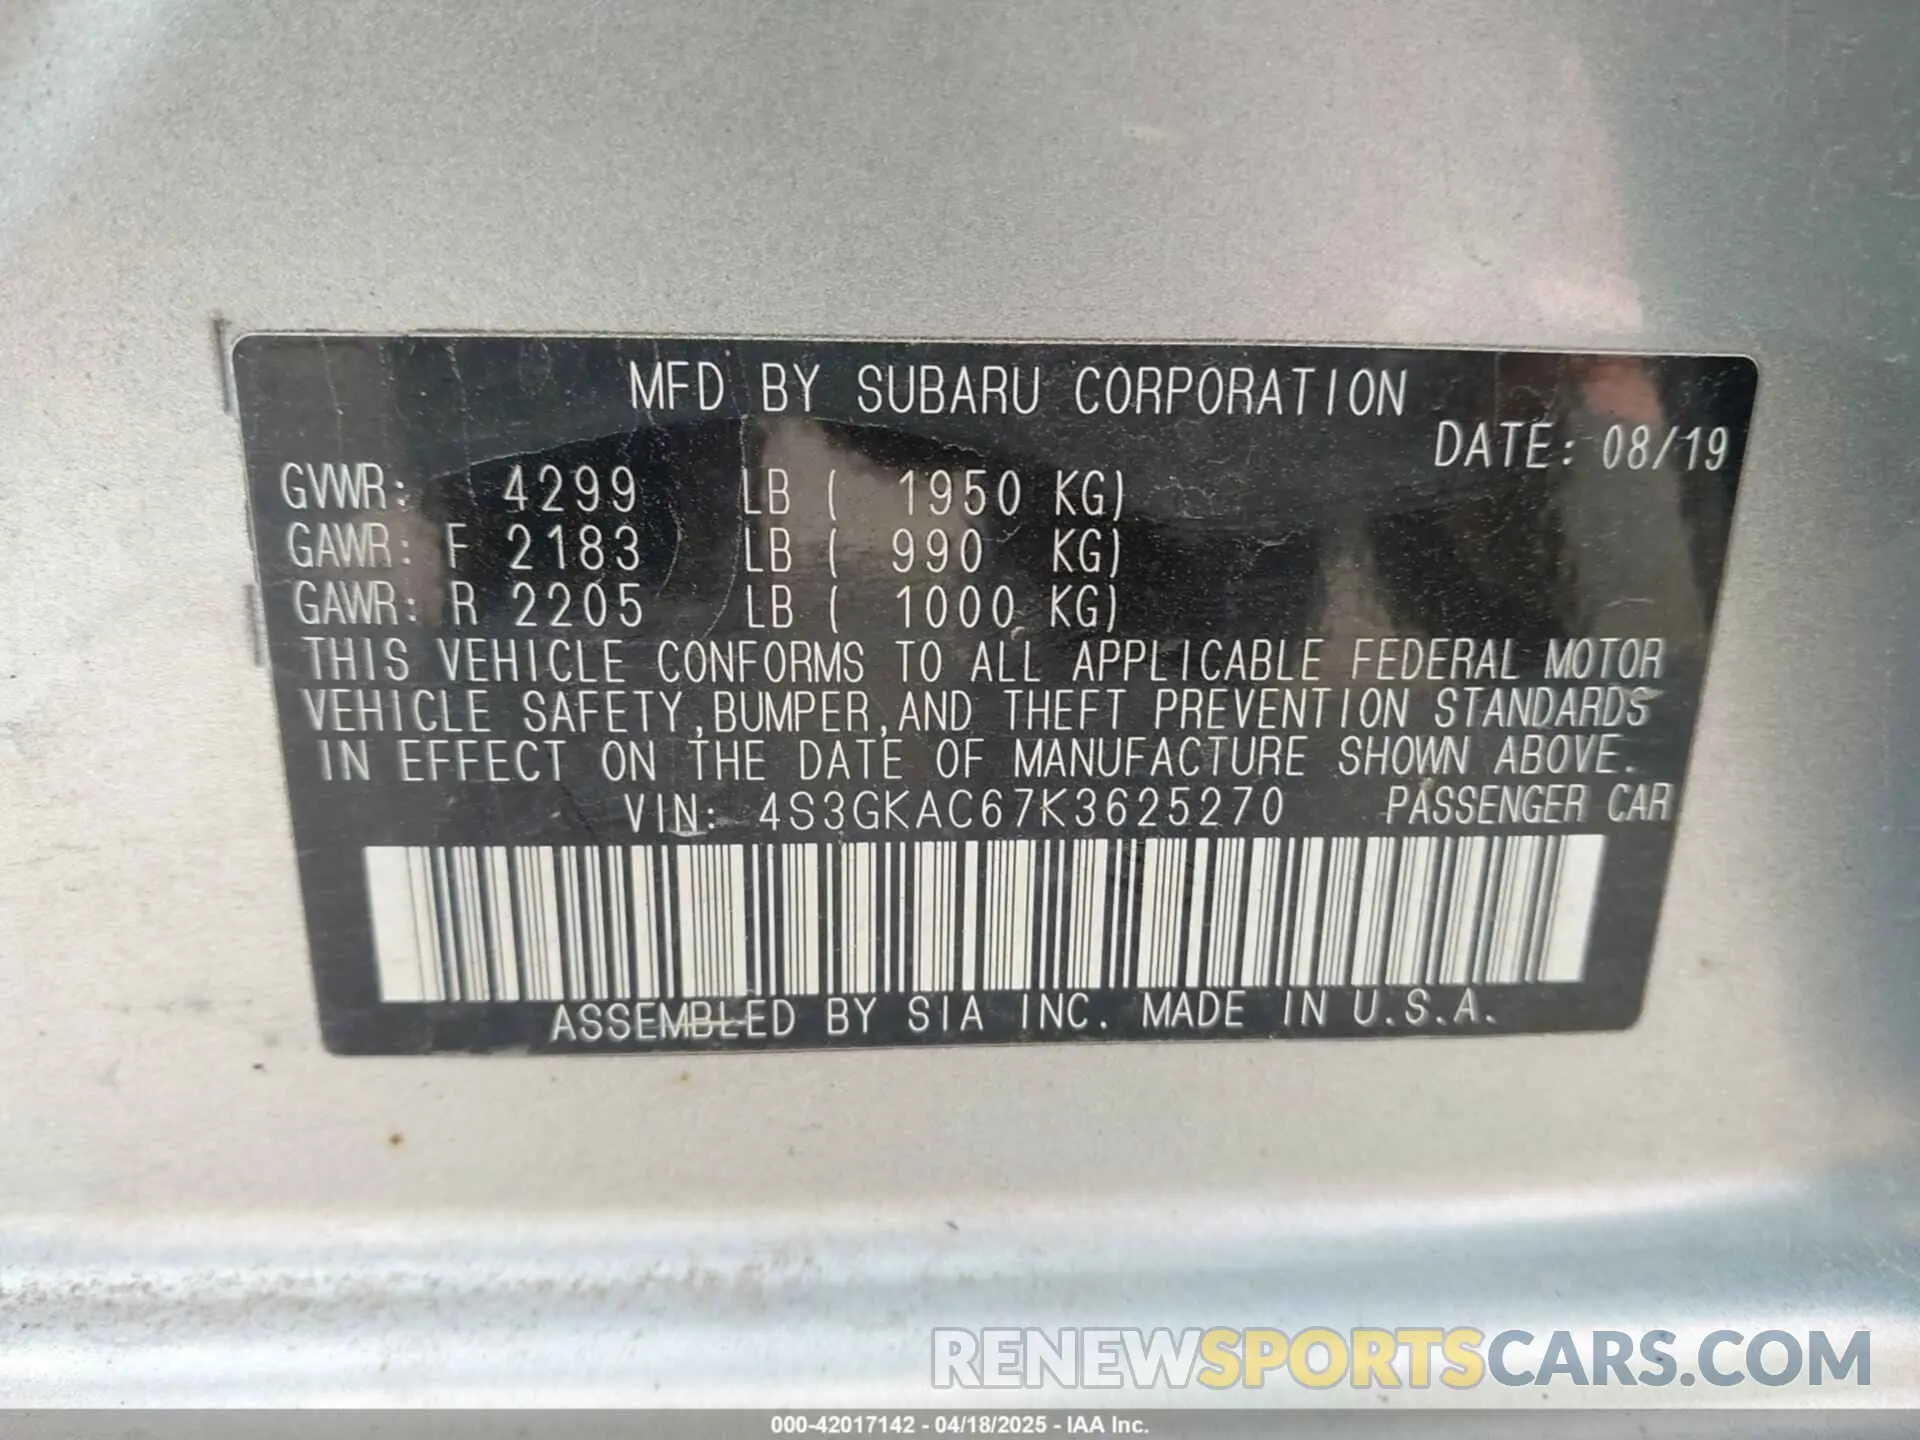 MFD BY SUBARU CORPORATION
DATE: 08/19
GVWR: 4299 LB ( 1950 KG)
GAWR: F 2183 LB ( 990 KG)
GAWR: R 2205 LB ( 1000 KG)
THIS VEHICLE CONFORMS TO ALL APPLICABLE FEDERAL MOTOR
VEHICLE SAFETY,BUMPER,AND THEFT PREVENTION STANDARDS
IN EFFECT ON THE DATE OF MANUFACTURE SHOWN ABOVE.
VIN: 4S3GKAC67K3625270 PASSENGER CAR
ASSEMBLED BY SIA INC. MADE IN U.S.A.
RENEWSPORTSCARS.COM
000-42017142 - 04/18/2025 - IAA Inc.